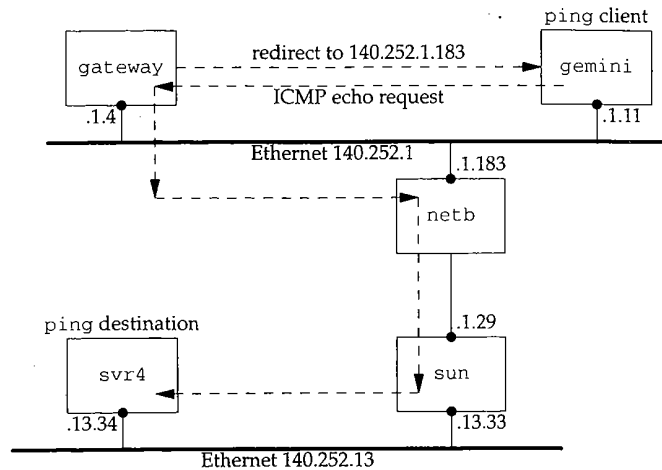 ping client
gateway
redirect to 140.252.1.183
gemini
ICMP echo request
.1.4
.1.11
Ethernet 140.252.1
.1.183
netb
ping destination
.1.29
svr4
sun
.13.34
.13.33
Ethernet 140.252.13